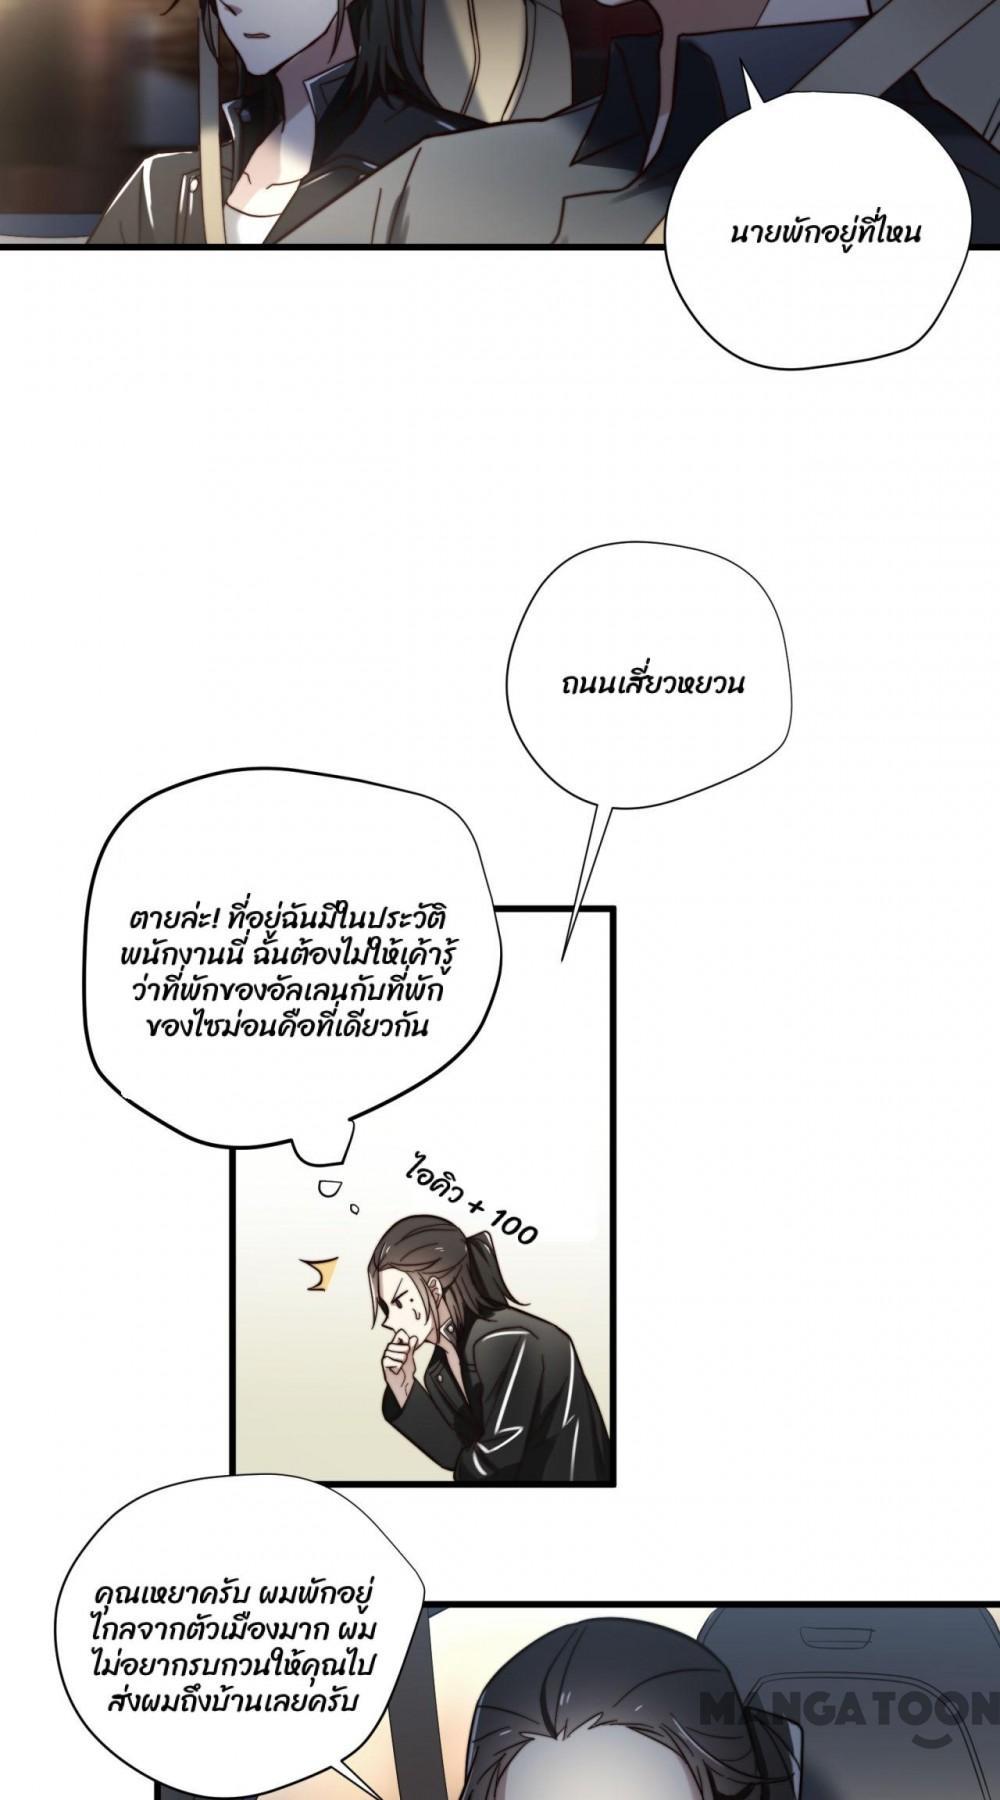 นายพักอยู่ที่ไหน
ถนนเสี่ยวหยวน
ตายล่ะ! ที่อยู่ฉันมีในประวัติ
พนักงานนี่ ฉันต้องไม่ให้เค้ารู้
ว่าที่พักของอัลเลนกับที่พัก
ของไซม่อนคือที่เดียวกัน
ไอคิว + 100
คุณเหยาครับ ผมพักอยู่
ไกลจากตัวเมืองมาก ผม
ไม่อยากรบกวนให้คุณไป
ส่งผมถึงบ้านเลยครับ
MANGATOON